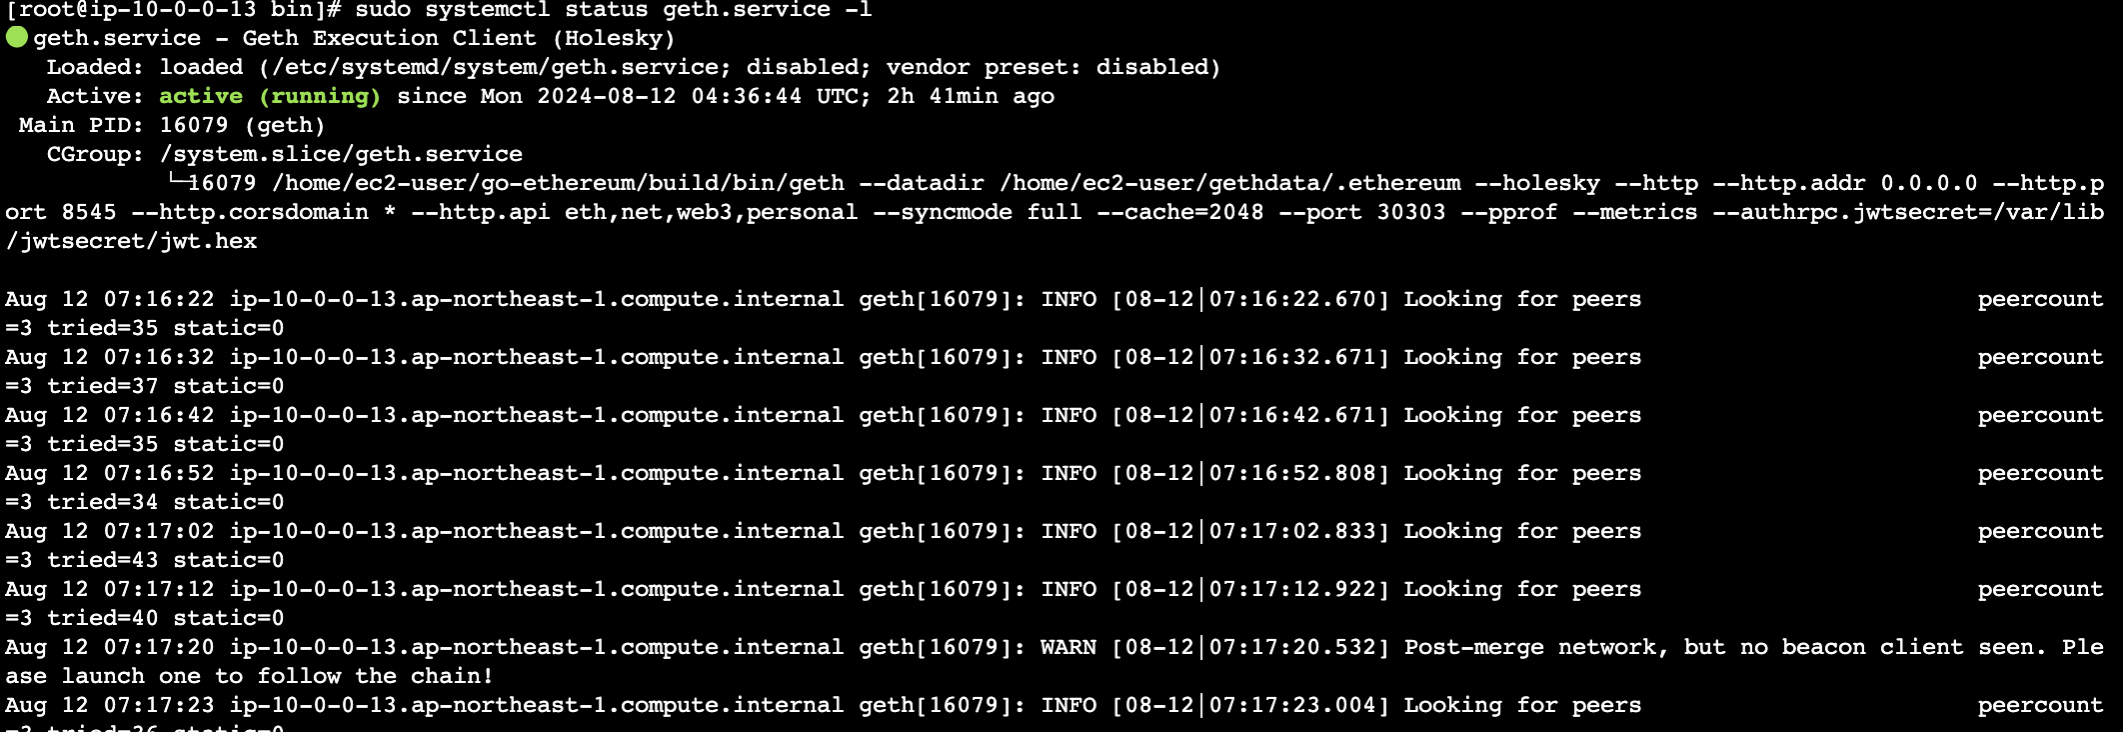 [root@ip-10-0-0-13 bin]# sudo systemctl status geth.service -l
geth.service - Geth Execution Client (Holesky)
Loaded: loaded (/etc/systemd/system/geth.service; disabled; vendor preset: disabled)
Active: active (running) since Mon 2024-08-12 04:36:44 UTC; 2h 41min ago
Main PID: 16079 (geth)
CGroup: /system.slice/geth.service
└─16079 /home/ec2-user/go-ethereum/build/bin/geth --datadir /home/ec2-user/gethdata/.ethereum --holesky --http --http.addr 0.0.0.0 --http.p
ort 8545 --http.corsdomain * --http.api eth,net,web3,personal --syncmode full --cache=2048 --port 30303 --pprof --metrics --authrpc.jwtsecret=/var/lib
/jwtsecret/jwt.hex
Aug 12 07:16:22 ip-10-0-0-13.ap-northeast-1.compute.internal geth[16079]: INFO [08-12|07:16:22.670] Looking for peers peercount
=3 tried=35 static=0
Aug 12 07:16:32 ip-10-0-0-13.ap-northeast-1.compute.internal geth[16079]: INFO [08-12|07:16:32.671] Looking for peers peercount
=3 tried=37 static=0
Aug 12 07:16:42 ip-10-0-0-13.ap-northeast-1.compute.internal geth[16079]: INFO [08-12|07:16:42.671] Looking for peers peercount
=3 tried=35 static=0
Aug 12 07:16:52 ip-10-0-0-13.ap-northeast-1.compute.internal geth[16079]: INFO [08-12|07:16:52.808] Looking for peers peercount
=3 tried=34 static=0
Aug 12 07:17:02 ip-10-0-0-13.ap-northeast-1.compute.internal geth[16079]: INFO [08-12|07:17:02.833] Looking for peers peercount
=3 tried=43 static=0
Aug 12 07:17:12 ip-10-0-0-13.ap-northeast-1.compute.internal geth[16079]: INFO [08-12|07:17:12.922] Looking for peers peercount
=3 tried=40 static=0
Aug 12 07:17:20 ip-10-0-0-13.ap-northeast-1.compute.internal geth[16079]: WARN [08-12|07:17:20.532] Post-merge network, but no beacon client seen. Ple
ase launch one to follow the chain!
Aug 12 07:17:23 ip-10-0-0-13.ap-northeast-1.compute.internal geth[16079]: INFO [08-12|07:17:23.004] Looking for peers peercount
=3 tried=36 static=0